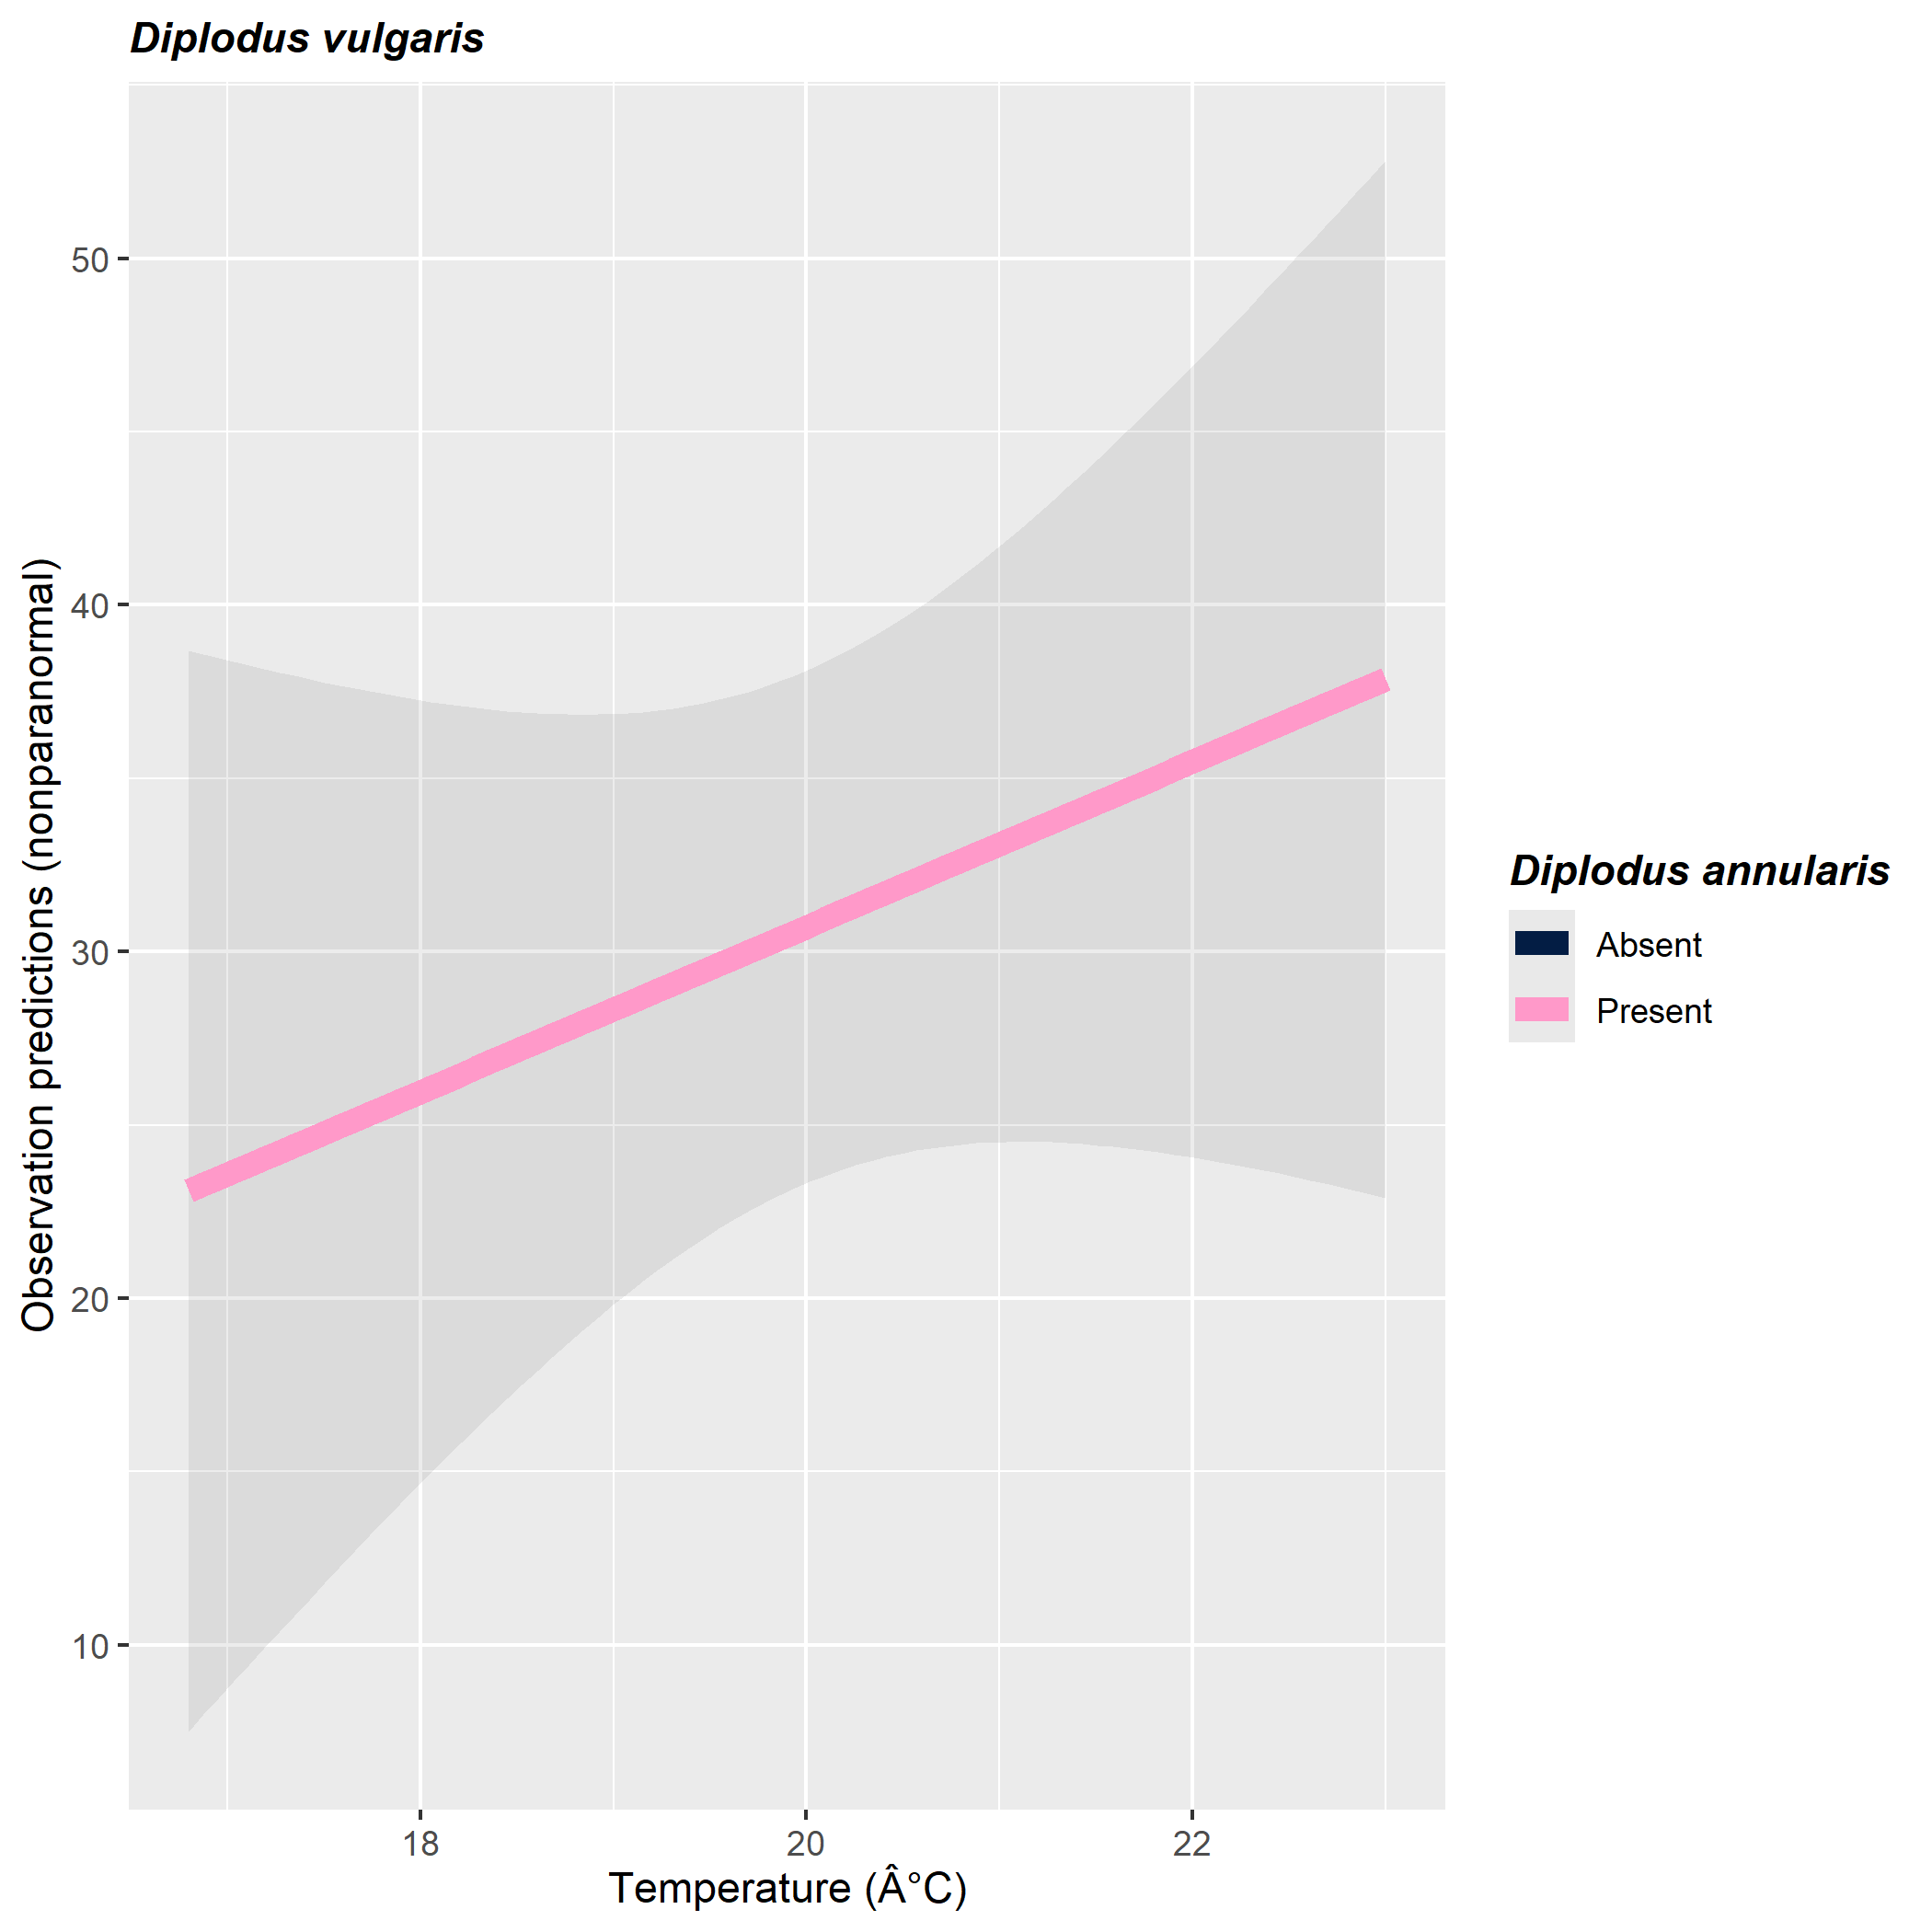 Diplodus vulgaris
Observation predictions (nonparanormal)
50
40
30
20
10
18
20
22
Temperature (Â°C)
Diplodus annularis
Absent
Present